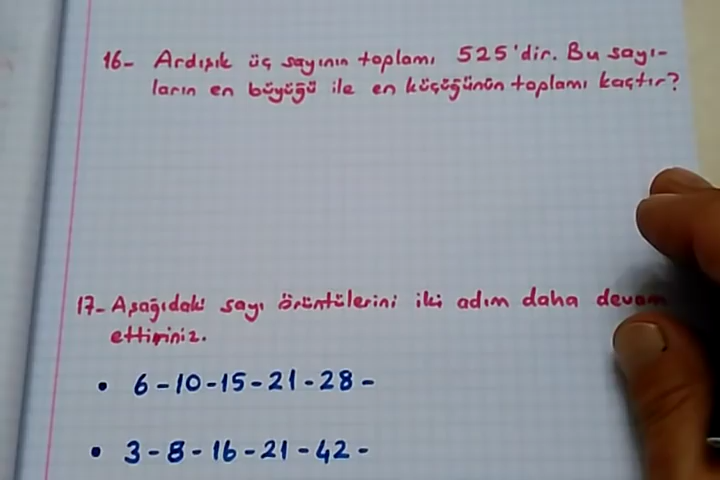 16- Ardışık üç sayının toplamı 525'dir. Bu sayı-
ların en büyüğü ile en küçüğünün toplamı kaçtır?
17- Aşağıdaki sayı örüntülerini iki adım daha devam
ettiriniz.
• 6-10-15-21-28-
• 3-8-16-21-42-